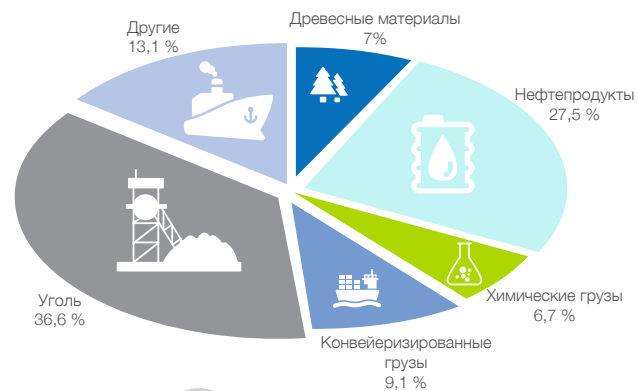 Другие
13,1 %
Древесные материалы
7%
Нефтепродукты
27,5 %
Химические грузы
6,7 %
Конвейеризированные
грузы
9,1 %
Уголь
36,6 %